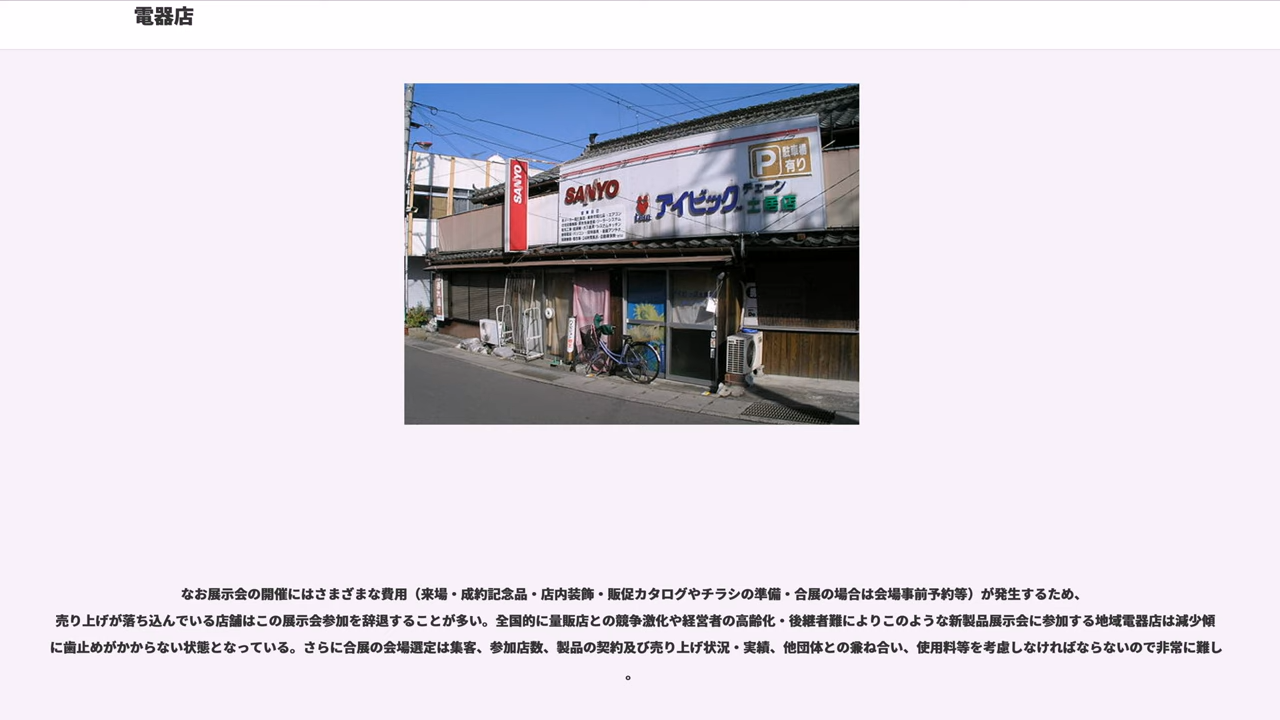 電器店
SANYO
SANYO
アイビック チェーン
土居店
P 駐車場
有り
なお展示会の開催にはさまざまな費用（来場・成約記念品・店内装飾・販促カタログやチラシの準備・合展の場合は会場事前予約等）が発生するため、
売り上げが落ち込んでいる店舗はこの展示会参加を辞退することが多い。全国的に量販店との競争激化や経営者の高齢化・後継者難によりこのような新製品展示会に参加する地域電器店は減少傾
に歯止めがかからない状態となっている。さらに合展の会場選定は集客、参加店数、製品の契約及び売り上げ状況・実績、他団体との兼ね合い、使用料等を考慮しなければならないので非常に難し
。